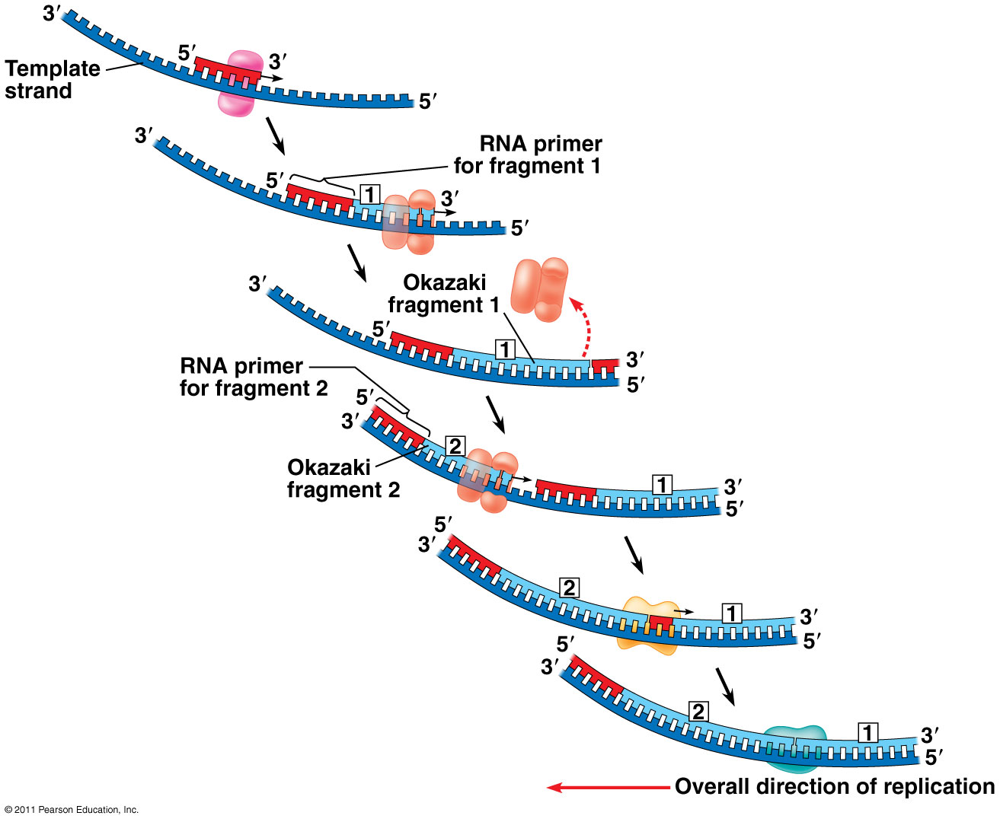 3′
5′
3′
Template
strand
5′
3′
RNA primer
for fragment 1
5′
1
3′
5′
3′
Okazaki
fragment 1
5′
1
3′
5′
RNA primer
for fragment 2
5′
3′
2
Okazaki
fragment 2
1
3′
5′
5′
3′
2
1
3′
5′
5′
3′
2
1
3′
5′
Overall direction of replication
© 2011 Pearson Education, Inc.